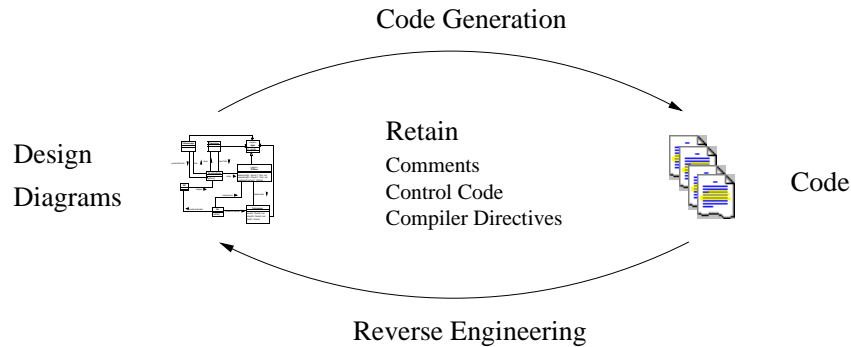 Code Generation
Design
Diagrams
Retain
Comments
Control Code
Compiler Directives
Code
Reverse Engineering